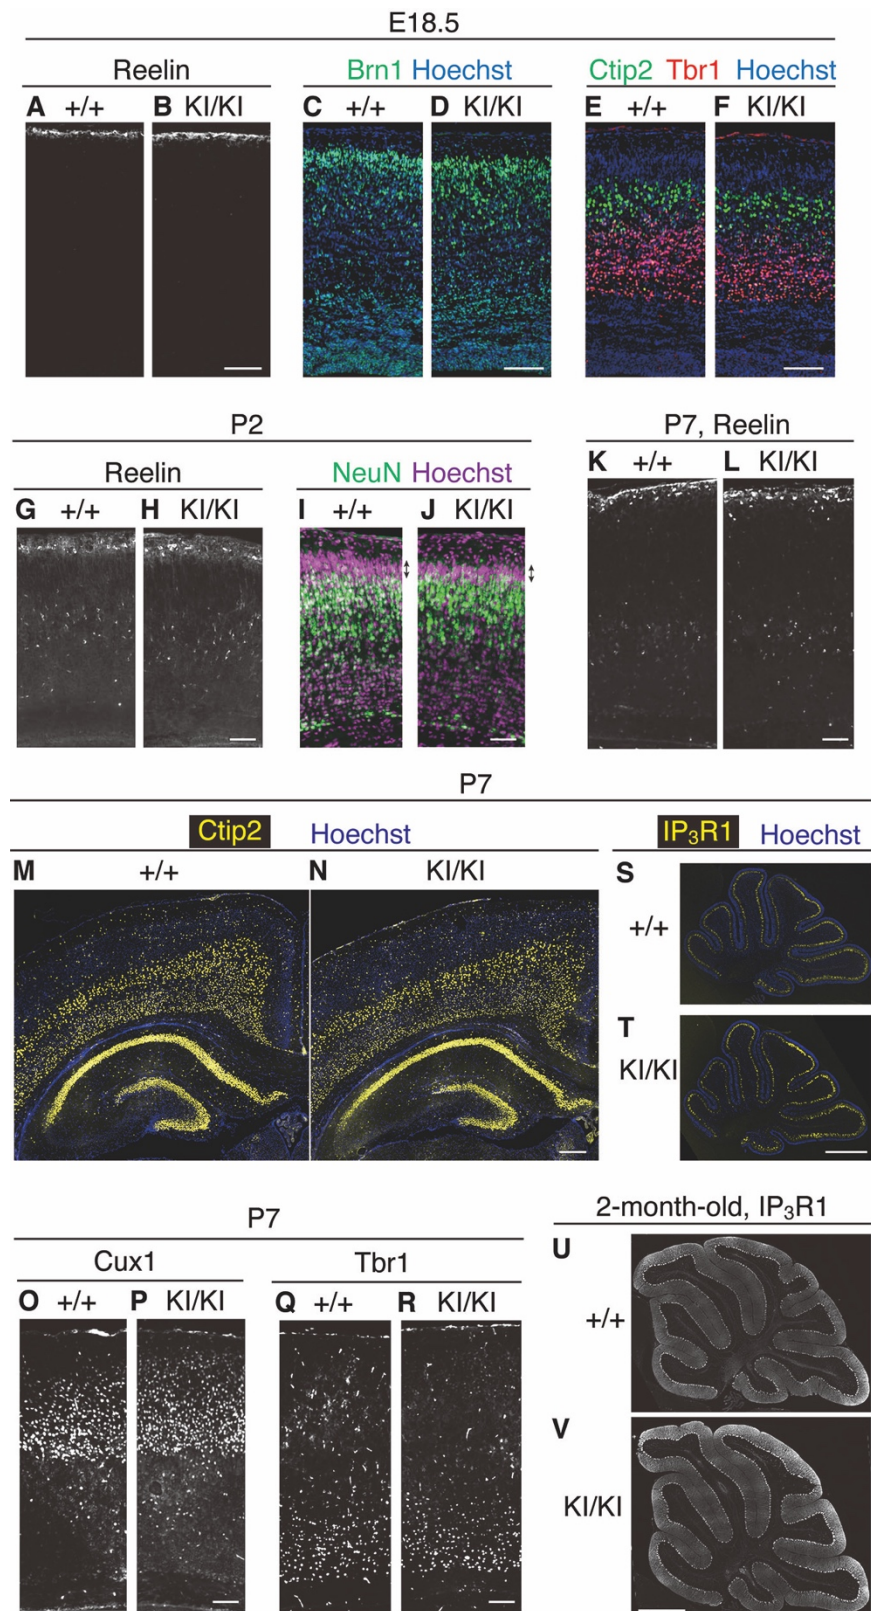 E18.5
Reelin Brn1 Hoechst Ctip2 Tbr1 Hoechst
A +/+ B KI/KI C +/+ D KI/KI E +/+ F KI/KI
P2 P7, Reelin
Reelin NeuN Hoechst K +/+ L KI/KI
G +/+ H KI/KI I +/+ J KI/KI
P7
Ctip2 Hoechst IP₃R1 Hoechst
M +/+ N KI/KI S
+/+
T
KI/KI
P7 2-month-old, IP₃R1
Cux1 Tbr1 U
O +/+ P KI/KI Q +/+ R KI/KI
+/+
V
KI/KI